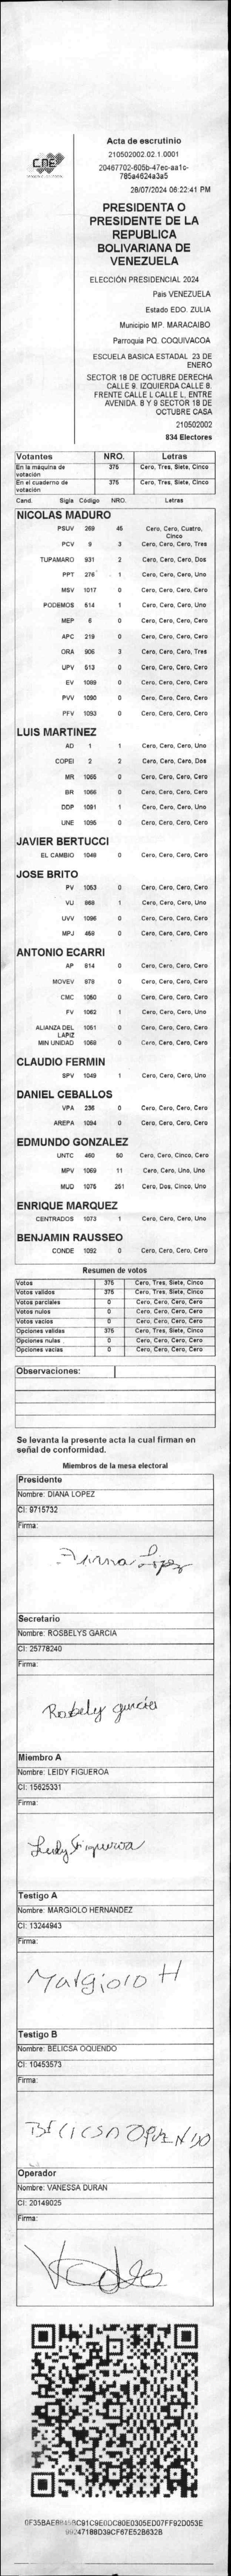 CNE
Acta de escrutinio
210502002.02.1.0001
20467702-605b-47ec-aa1c-
785a4624a3a5
28/07/2024 06:22:41 PM
PRESIDENTA O
PRESIDENTE DE LA
REPUBLICA
BOLIVARIANA DE
VENEZUELA
ELECCIÓN PRESIDENCIAL 2024
Pais VENEZUELA
Estado EDO. ZULIA
Municipio MP. MARACAIBO
Parroquia PQ. COQUIVACOA
ESCUELA BASICA ESTADAL 23 DE
ENERO
SECTOR 18 DE OCTUBRE DERECHA
CALLE 9. IZQUIERDA CALLE 8.
FRENTE CALLE L CALLE L. ENTRE
AVENIDA. 8 Y 9 SECTOR 18 DE
OCTUBRE CASA
210502002
834 Electores
Votantes NRO. Letras
En la máquina de votación 375 Cero, Tres, Siete, Cinco
En el cuaderno de votación 375 Cero, Tres, Siete, Cinco
Cand. Sigla Código NRO. Letras
NICOLAS MADURO
PSUV 269 45 Cero, Cero, Cuatro, Cinco
PCV 9 3 Cero, Cero, Cero, Tres
TUPAMARO 931 2 Cero, Cero, Cero, Dos
PPT 276 1 Cero, Cero, Cero, Uno
MSV 1017 0 Cero, Cero, Cero, Cero
PODEMOS 614 1 Cero, Cero, Cero, Uno
MEP 6 0 Cero, Cero, Cero, Cero
APC 219 0 Cero, Cero, Cero, Cero
ORA 906 3 Cero, Cero, Cero, Tres
UPV 513 0 Cero, Cero, Cero, Cero
EV 1089 0 Cero, Cero, Cero, Cero
PVV 1090 0 Cero, Cero, Cero, Cero
PFV 1093 0 Cero, Cero, Cero, Cero
LUIS MARTINEZ
AD 1 1 Cero, Cero, Cero, Uno
COPEI 2 2 Cero, Cero, Cero, Dos
MR 1065 0 Cero, Cero, Cero, Cero
BR 1066 0 Cero, Cero, Cero, Cero
DDP 1091 1 Cero, Cero, Cero, Uno
UNE 1095 0 Cero, Cero, Cero, Cero
JAVIER BERTUCCI
EL CAMBIO 1048 0 Cero, Cero, Cero, Cero
JOSE BRITO
PV 1053 0 Cero, Cero, Cero, Cero
VU 868 1 Cero, Cero, Cero, Uno
UVV 1096 0 Cero, Cero, Cero, Cero
MPJ 459 0 Cero, Cero, Cero, Cero
ANTONIO ECARRI
AP 814 0 Cero, Cero, Cero, Cero
MOVEV 978 0 Cero, Cero, Cero, Cero
CMC 1050 0 Cero, Cero, Cero, Cero
FV 1062 1 Cero, Cero, Cero, Uno
ALIANZA DEL LAPIZ 1051 0 Cero, Cero, Cero, Cero
MIN UNIDAD 1068 0 Cero, Cero, Cero, Cero
CLAUDIO FERMIN
SPV 1049 1 Cero, Cero, Cero, Uno
DANIEL CEBALLOS
VPA 236 0 Cero, Cero, Cero, Cero
AREPA 1094 0 Cero, Cero, Cero, Cero
EDMUNDO GONZALEZ
UNTC 460 50 Cero, Cero, Cinco, Cero
MPV 1069 11 Cero, Cero, Uno, Uno
MUD 1075 251 Cero, Dos, Cinco, Uno
ENRIQUE MARQUEZ
CENTRADOS 1073 1 Cero, Cero, Cero, Uno
BENJAMIN RAUSSEO
CONDE 1092 0 Cero, Cero, Cero, Cero
Resumen de votos
Votos 375 Cero, Tres, Siete, Cinco
Votos validos 375 Cero, Tres, Siete, Cinco
Votos parciales 0 Cero, Cero, Cero, Cero
Votos nulos 0 Cero, Cero, Cero, Cero
Votos vacios 0 Cero, Cero, Cero, Cero
Opciones validas 375 Cero, Tres, Siete, Cinco
Opciones nulas 0 Cero, Cero, Cero, Cero
Opciones vacias 0 Cero, Cero, Cero, Cero
Observaciones:
Se levanta la presente acta la cual firman en
señal de conformidad.
Miembros de la mesa electoral
Presidente
Nombre: DIANA LOPEZ
CI: 9715732
Firma:
Lopez
Secretario
Nombre: ROSBELYS GARCIA
CI: 25778240
Firma:
Rosbely garcia
Miembro A
Nombre: LEIDY FIGUEROA
CI: 15625331
Firma:
Leidy Figueroa
Testigo A
Nombre: MARGIOLO HERNANDEZ
CI: 13244943
Firma:
Margiolo H
Testigo B
Nombre: BELICSA OQUENDO
CI: 10453573
Firma:
BELICSA OQUENDO
Operador
Nombre: VANESSA DURAN
CI: 20149025
Firma: